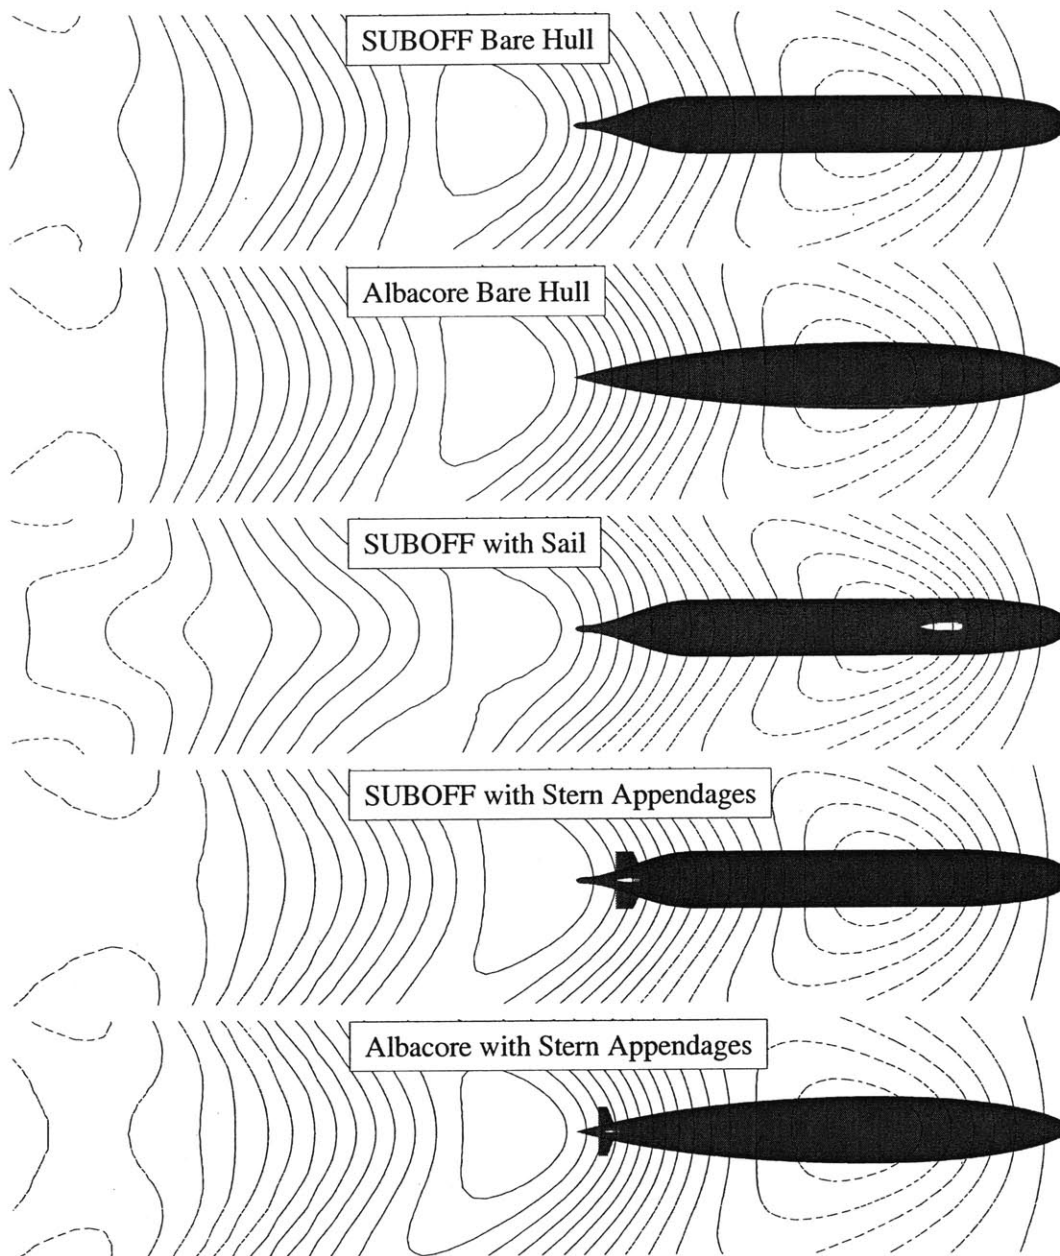 SUBOFF Bare Hull
Albacore Bare Hull
SUBOFF with Sail
SUBOFF with Stern Appendages
Albacore with Stern Appendages